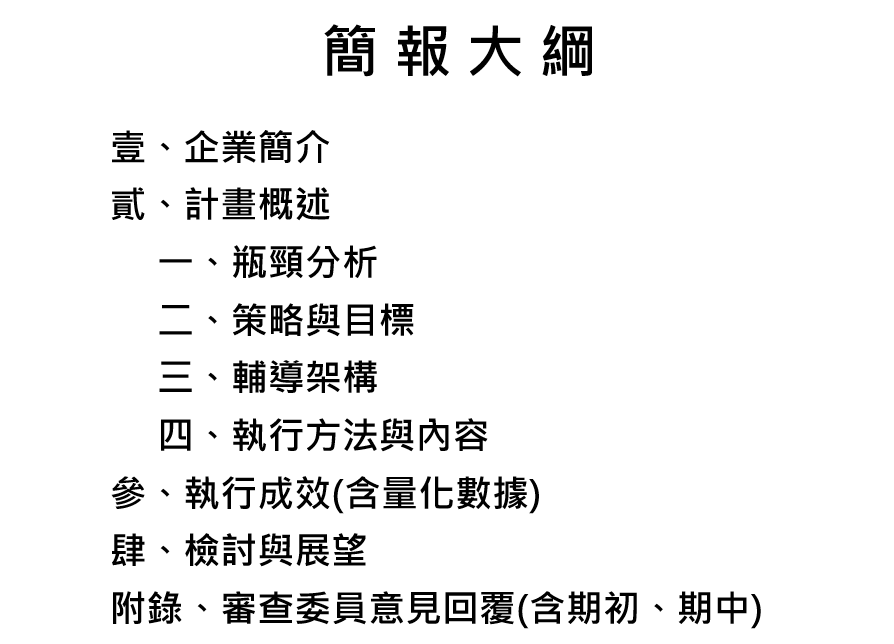 簡報大綱
壹、企業簡介
貳、計畫概述
一、瓶頸分析
二、策略與目標
三、輔導架構
四、執行方法與內容
參、執行成效(含量化數據)
肆、檢討與展望
附錄、審查委員意見回覆(含期初、期中)